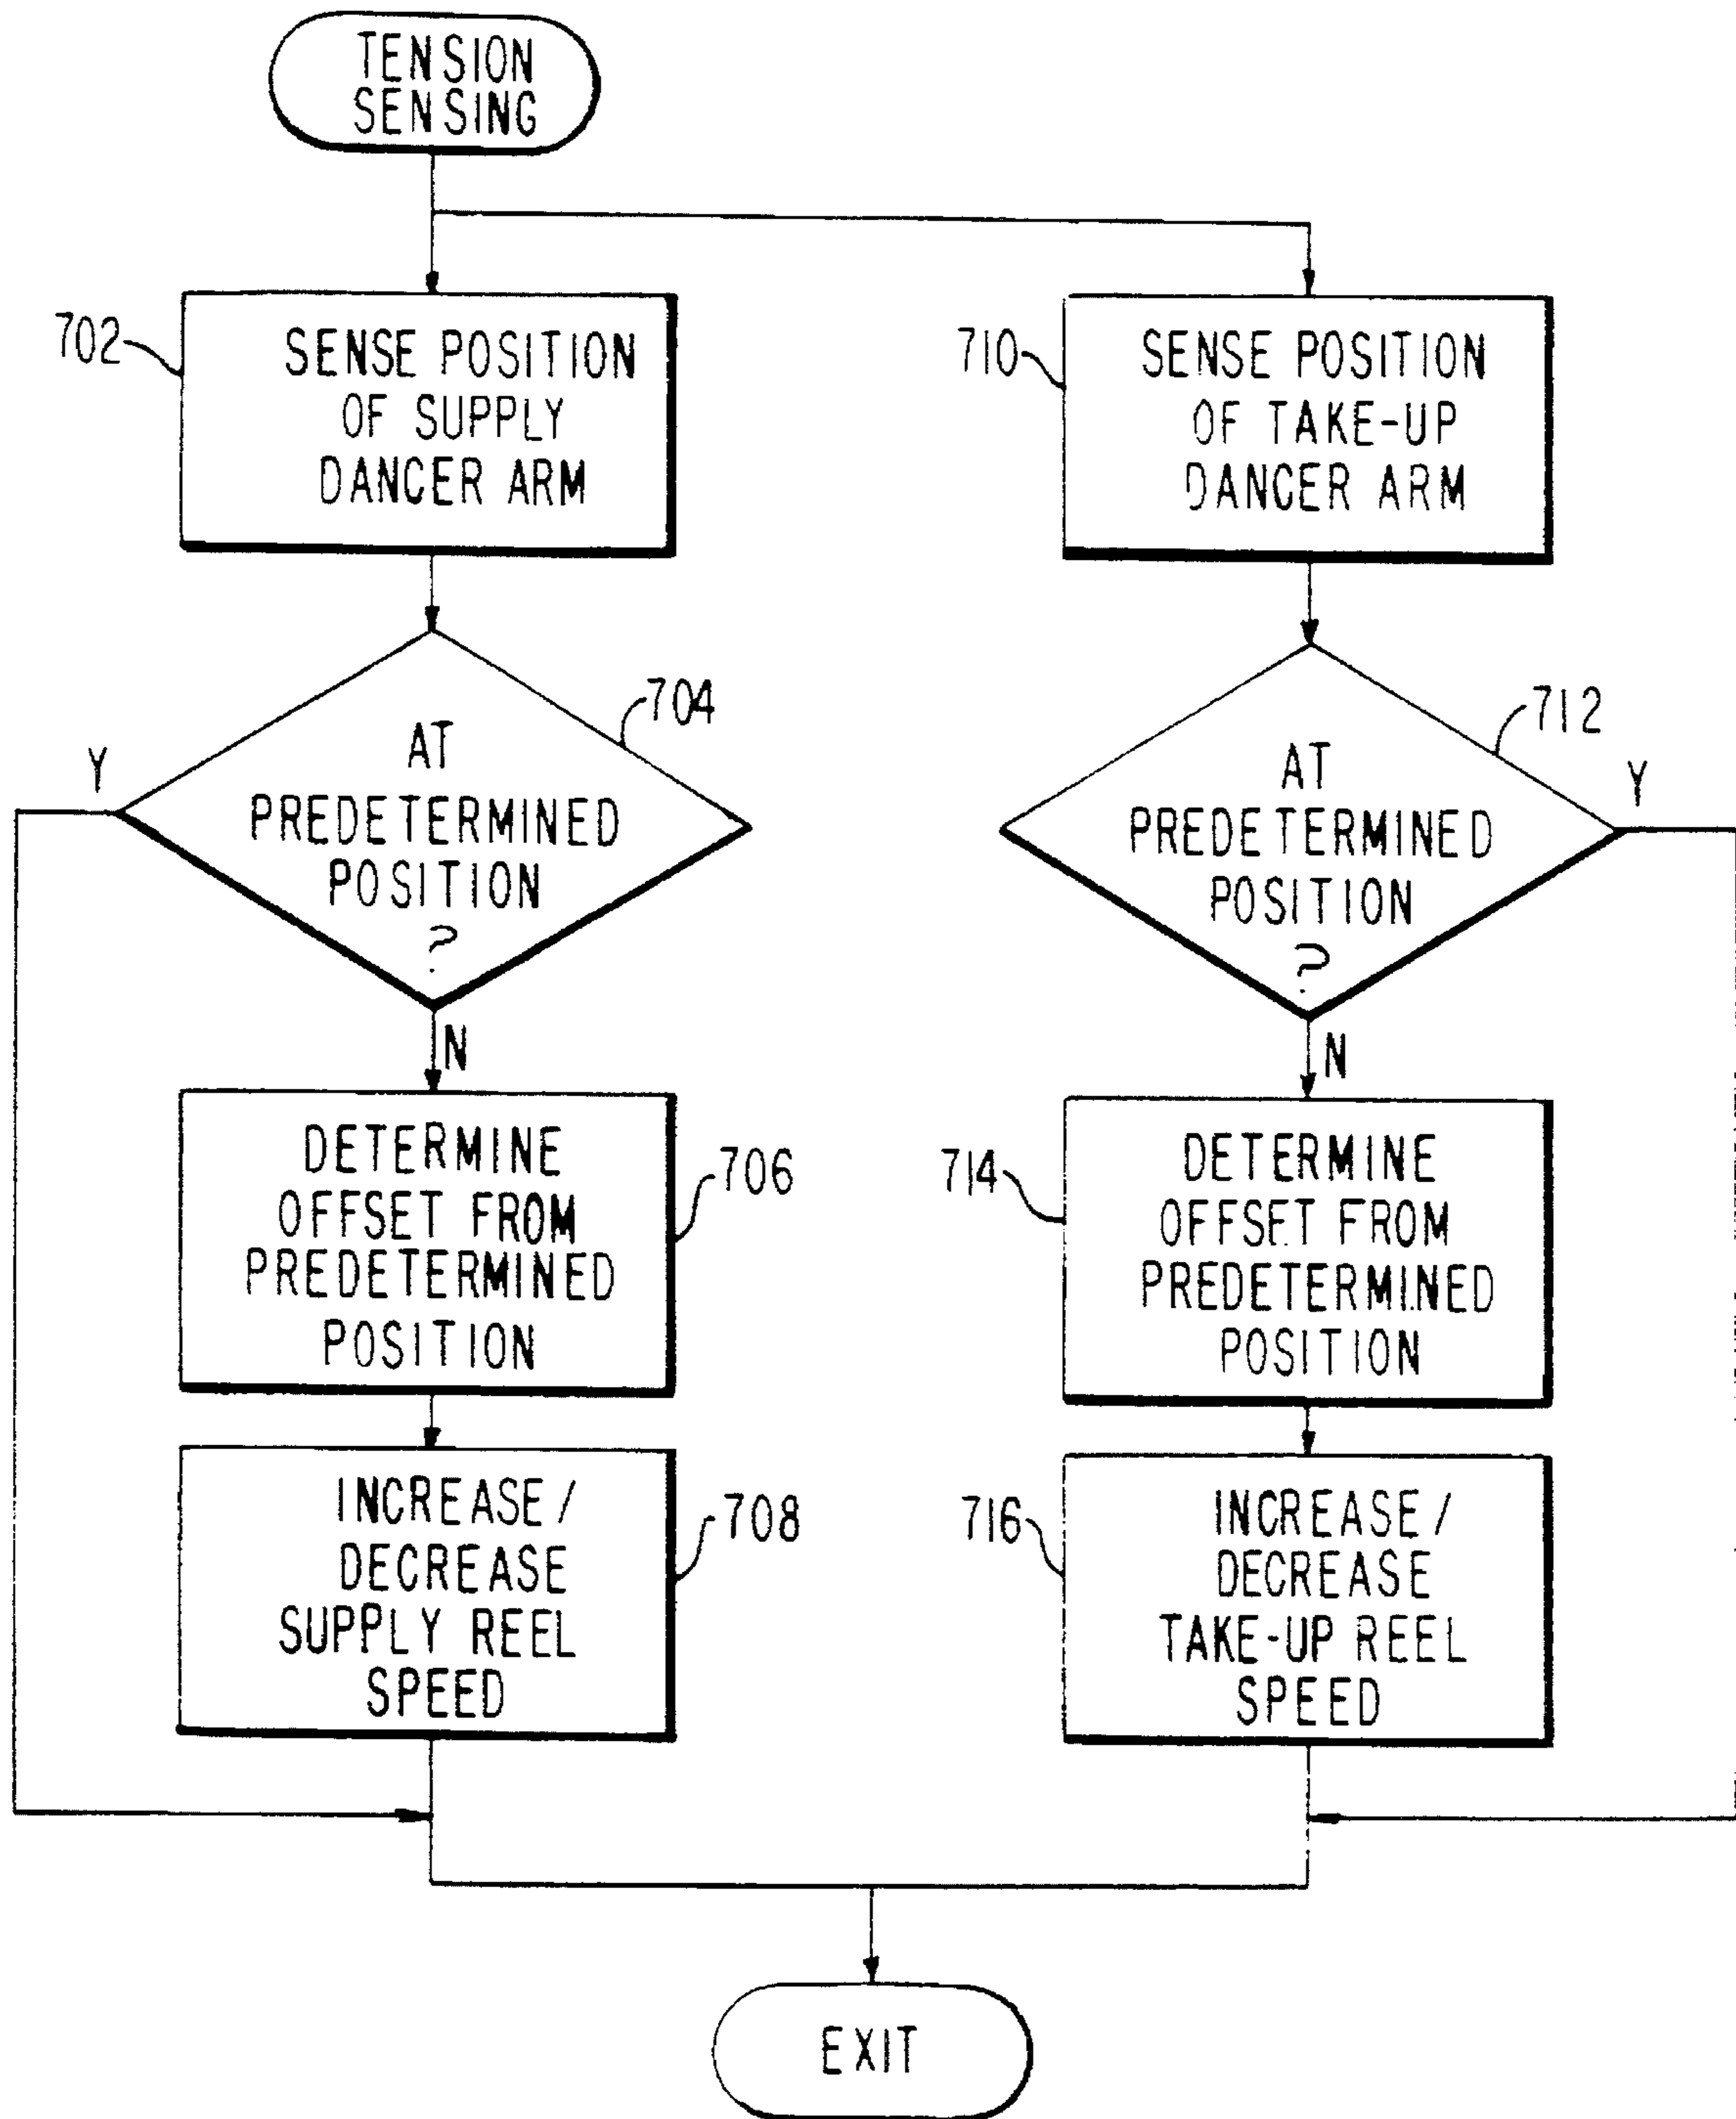 TENSION
SENSING
702
SENSE POSITION
OF SUPPLY
DANCER ARM
704
Y
AT
PREDETERMINED
POSITION
?
N
706
DETERMINE
OFFSET FROM
PREDETERMINED
POSITION
708
INCREASE/
DECREASE
SUPPLY REEL
SPEED
710
SENSE POSITION
OF TAKE-UP
DANCER ARM
712
Y
AT
PREDETERMINED
POSITION
?
N
714
DETERMINE
OFFSET FROM
PREDETERMINED
POSITION
716
INCREASE/
DECREASE
TAKE-UP REEL
SPEED
EXIT